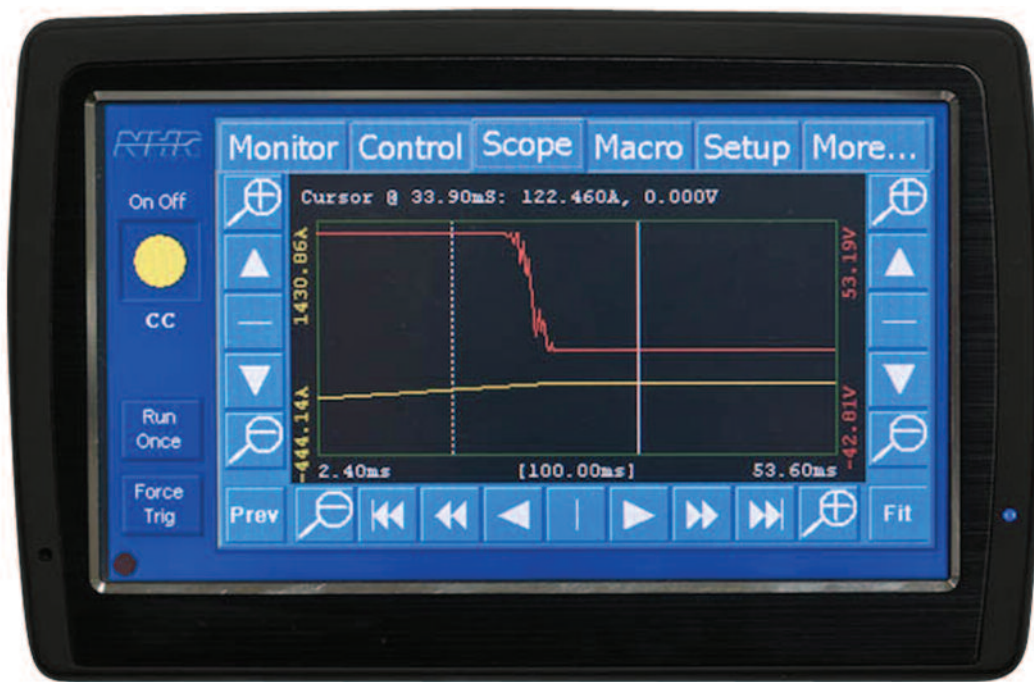 NHR
Monitor Control Scope Macro Setup More...
On Off
CC
Run
Once
Force
Trig
Cursor @ 33.90mS: 122.460A, 0.000V
1430.86A
-444.14A
53.19V
-42.81V
2.40ms [100.00ms] 53.60ms
Prev
Fit